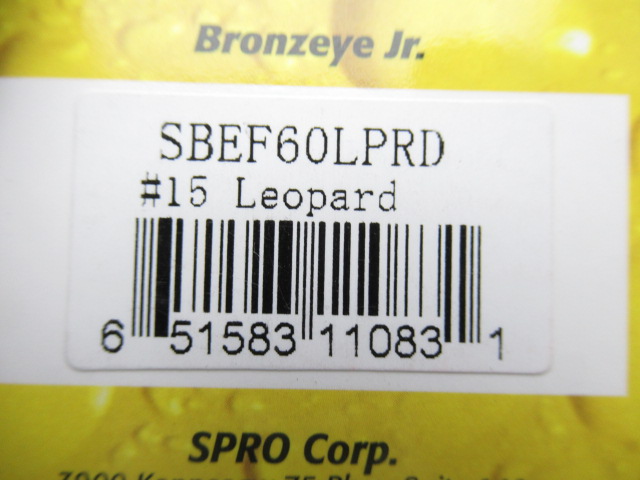 Bronzeye Jr.
SBEF60LPRD
#15 Leopard
6 51583 11083 1
SPRO Corp.